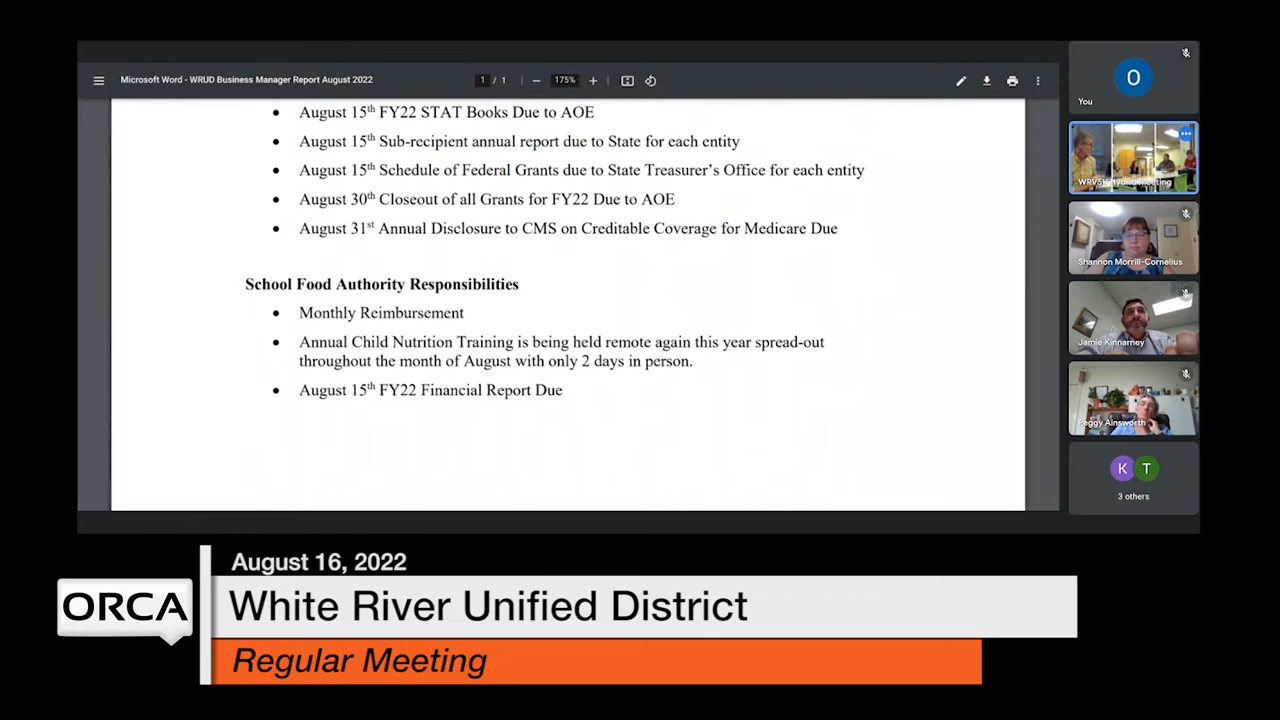 Microsoft Word - WRUD Business Manager Report August 2022
1 / 1
175%
• August 15th FY22 STAT Books Due to AOE
• August 15th Sub-recipient annual report due to State for each entity
• August 15th Schedule of Federal Grants due to State Treasurer's Office for each entity
• August 30th Closeout of all Grants for FY22 Due to AOE
• August 31st Annual Disclosure to CMS on Creditable Coverage for Medicare Due
School Food Authority Responsibilities
• Monthly Reimbursement
• Annual Child Nutrition Training is being held remote again this year spread-out
throughout the month of August with only 2 days in person.
• August 15th FY22 Financial Report Due
O
You
Meeting
Shannon Morrill-Cornelius
Jamie Kinnarney
Peggy Ainsworth
K T
3 others
August 16, 2022
ORCA
White River Unified District
Regular Meeting